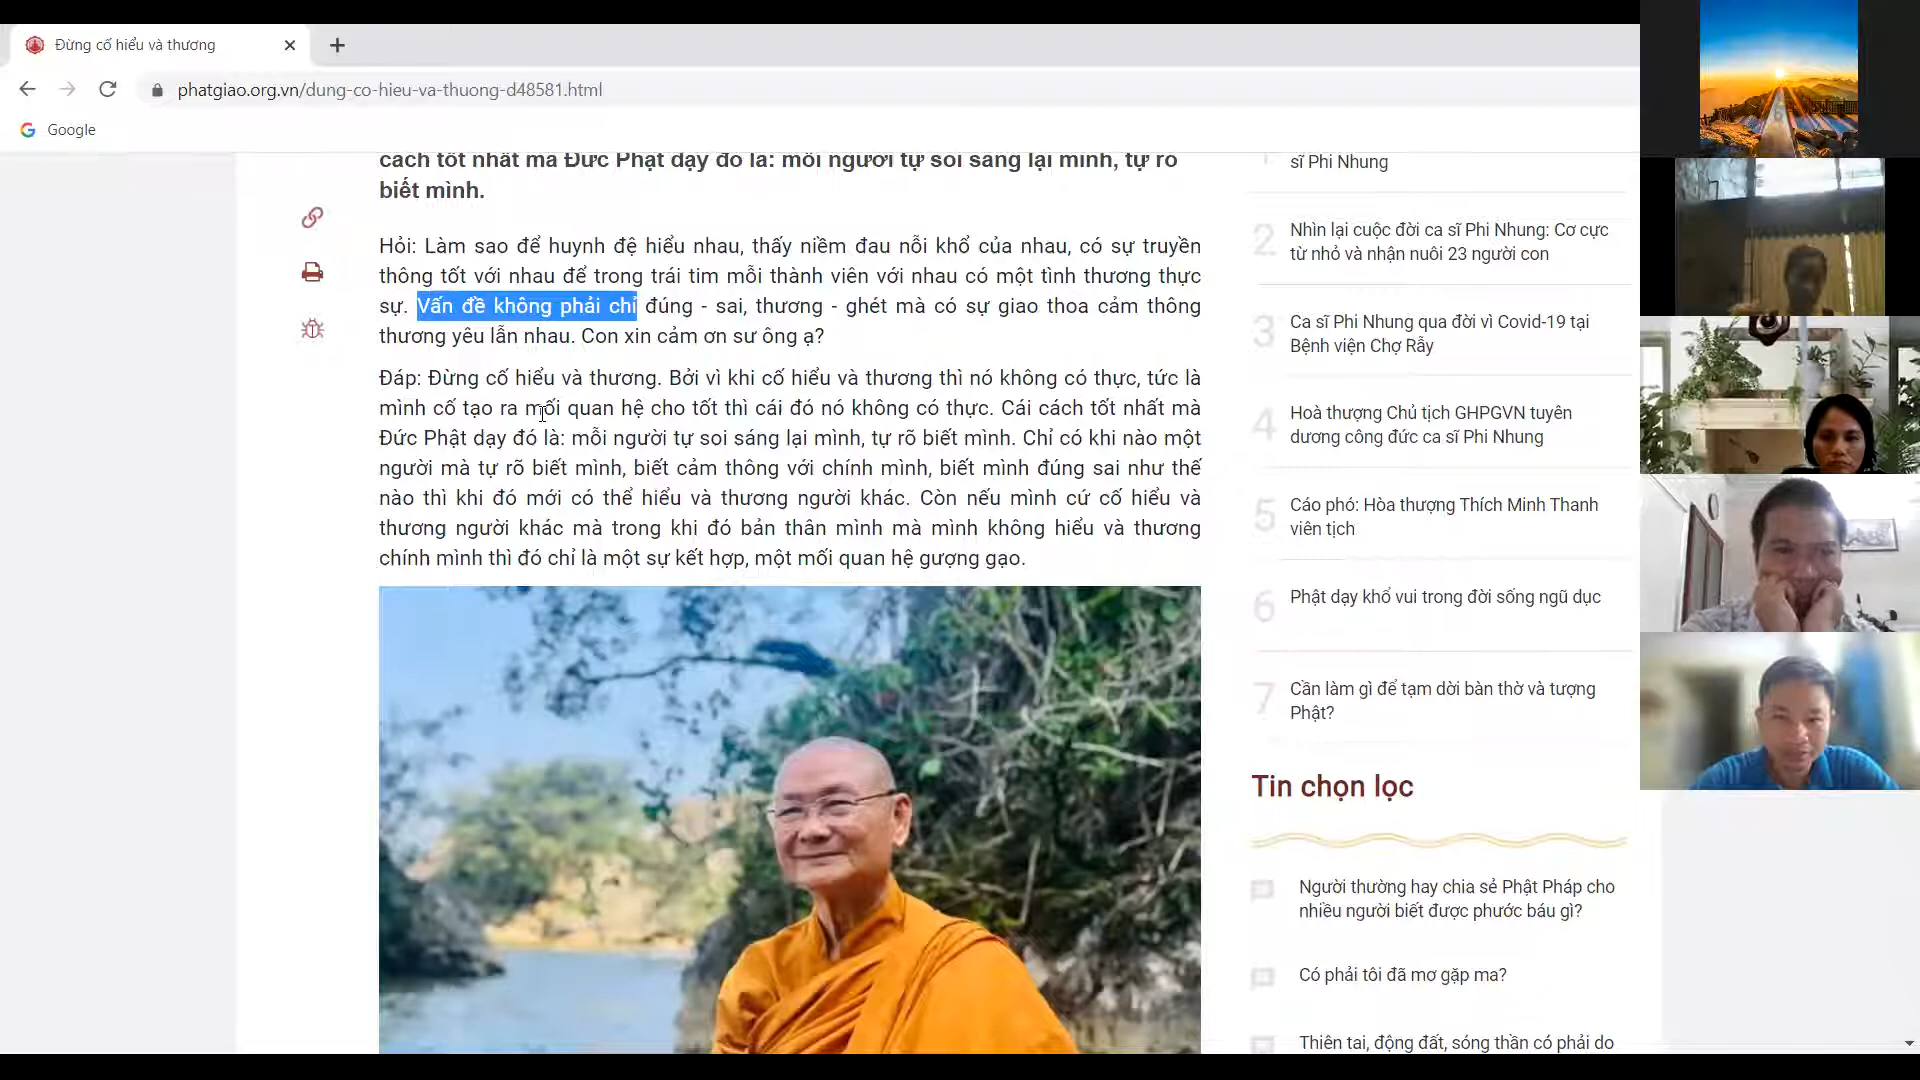 Đừng cố hiểu và thương
phatgiao.org.vn/dung-co-hieu-va-thuong-d48581.html
Google
cách tốt nhất mà Đức Phật dạy đó là: mỗi người tự soi sáng lại mình, tự rõ
biết mình.
Hỏi: Làm sao để huynh đệ hiểu nhau, thấy niềm đau nỗi khổ của nhau, có sự truyền
thông tốt với nhau để trong trái tim mỗi thành viên với nhau có một tình thương thực
sự. Vấn đề không phải chỉ đúng - sai, thương - ghét mà có sự giao thoa cảm thông
thương yêu lẫn nhau. Con xin cảm ơn sư ông ạ?
Đáp: Đừng cố hiểu và thương. Bởi vì khi cố hiểu và thương thì nó không có thực, tức là
mình cố tạo ra mối quan hệ cho tốt thì cái đó nó không có thực. Cái cách tốt nhất mà
Đức Phật dạy đó là: mỗi người tự soi sáng lại mình, tự rõ biết mình. Chỉ có khi nào một
người mà tự rõ biết mình, biết cảm thông với chính mình, biết mình đúng sai như thế
nào thì khi đó mới có thể hiểu và thương người khác. Còn nếu mình cứ cố hiểu và
thương người khác mà trong khi đó bản thân mình mà mình không hiểu và thương
chính mình thì đó chỉ là một sự kết hợp, một mối quan hệ gượng gạo.
sĩ Phi Nhung
2 Nhìn lại cuộc đời ca sĩ Phi Nhung: Cơ cực
từ nhỏ và nhận nuôi 23 người con
3 Ca sĩ Phi Nhung qua đời vì Covid-19 tại
Bệnh viện Chợ Rẫy
4 Hoà thượng Chủ tịch GHPGVN tuyên
dương công đức ca sĩ Phi Nhung
5 Cáo phó: Hòa thượng Thích Minh Thanh
viên tịch
6 Phật dạy khổ vui trong đời sống ngũ dục
7 Cần làm gì để tạm dời bàn thờ và tượng
Phật?
Tin chọn lọc
Người thường hay chia sẻ Phật Pháp cho
nhiều người biết được phước báu gì?
Có phải tôi đã mơ gặp ma?
Thiên tai, động đất, sóng thần có phải do